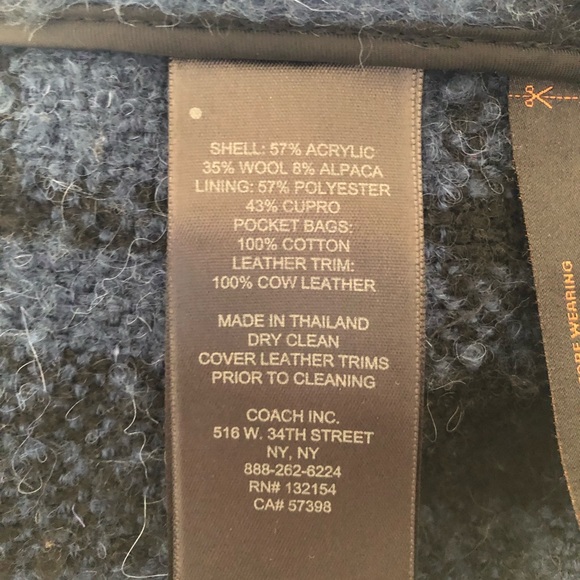 SHELL: 57% ACRYLIC
35% WOOL 8% ALPACA
LINING: 57% POLYESTER
43% CUPRO
POCKET BAGS:
100% COTTON
LEATHER TRIM:
100% COW LEATHER
MADE IN THAILAND
DRY CLEAN
COVER LEATHER TRIMS
PRIOR TO CLEANING
COACH INC.
516 W. 34TH STREET
NY, NY
888-262-6224
RN# 132154
CA# 57398
WEARING